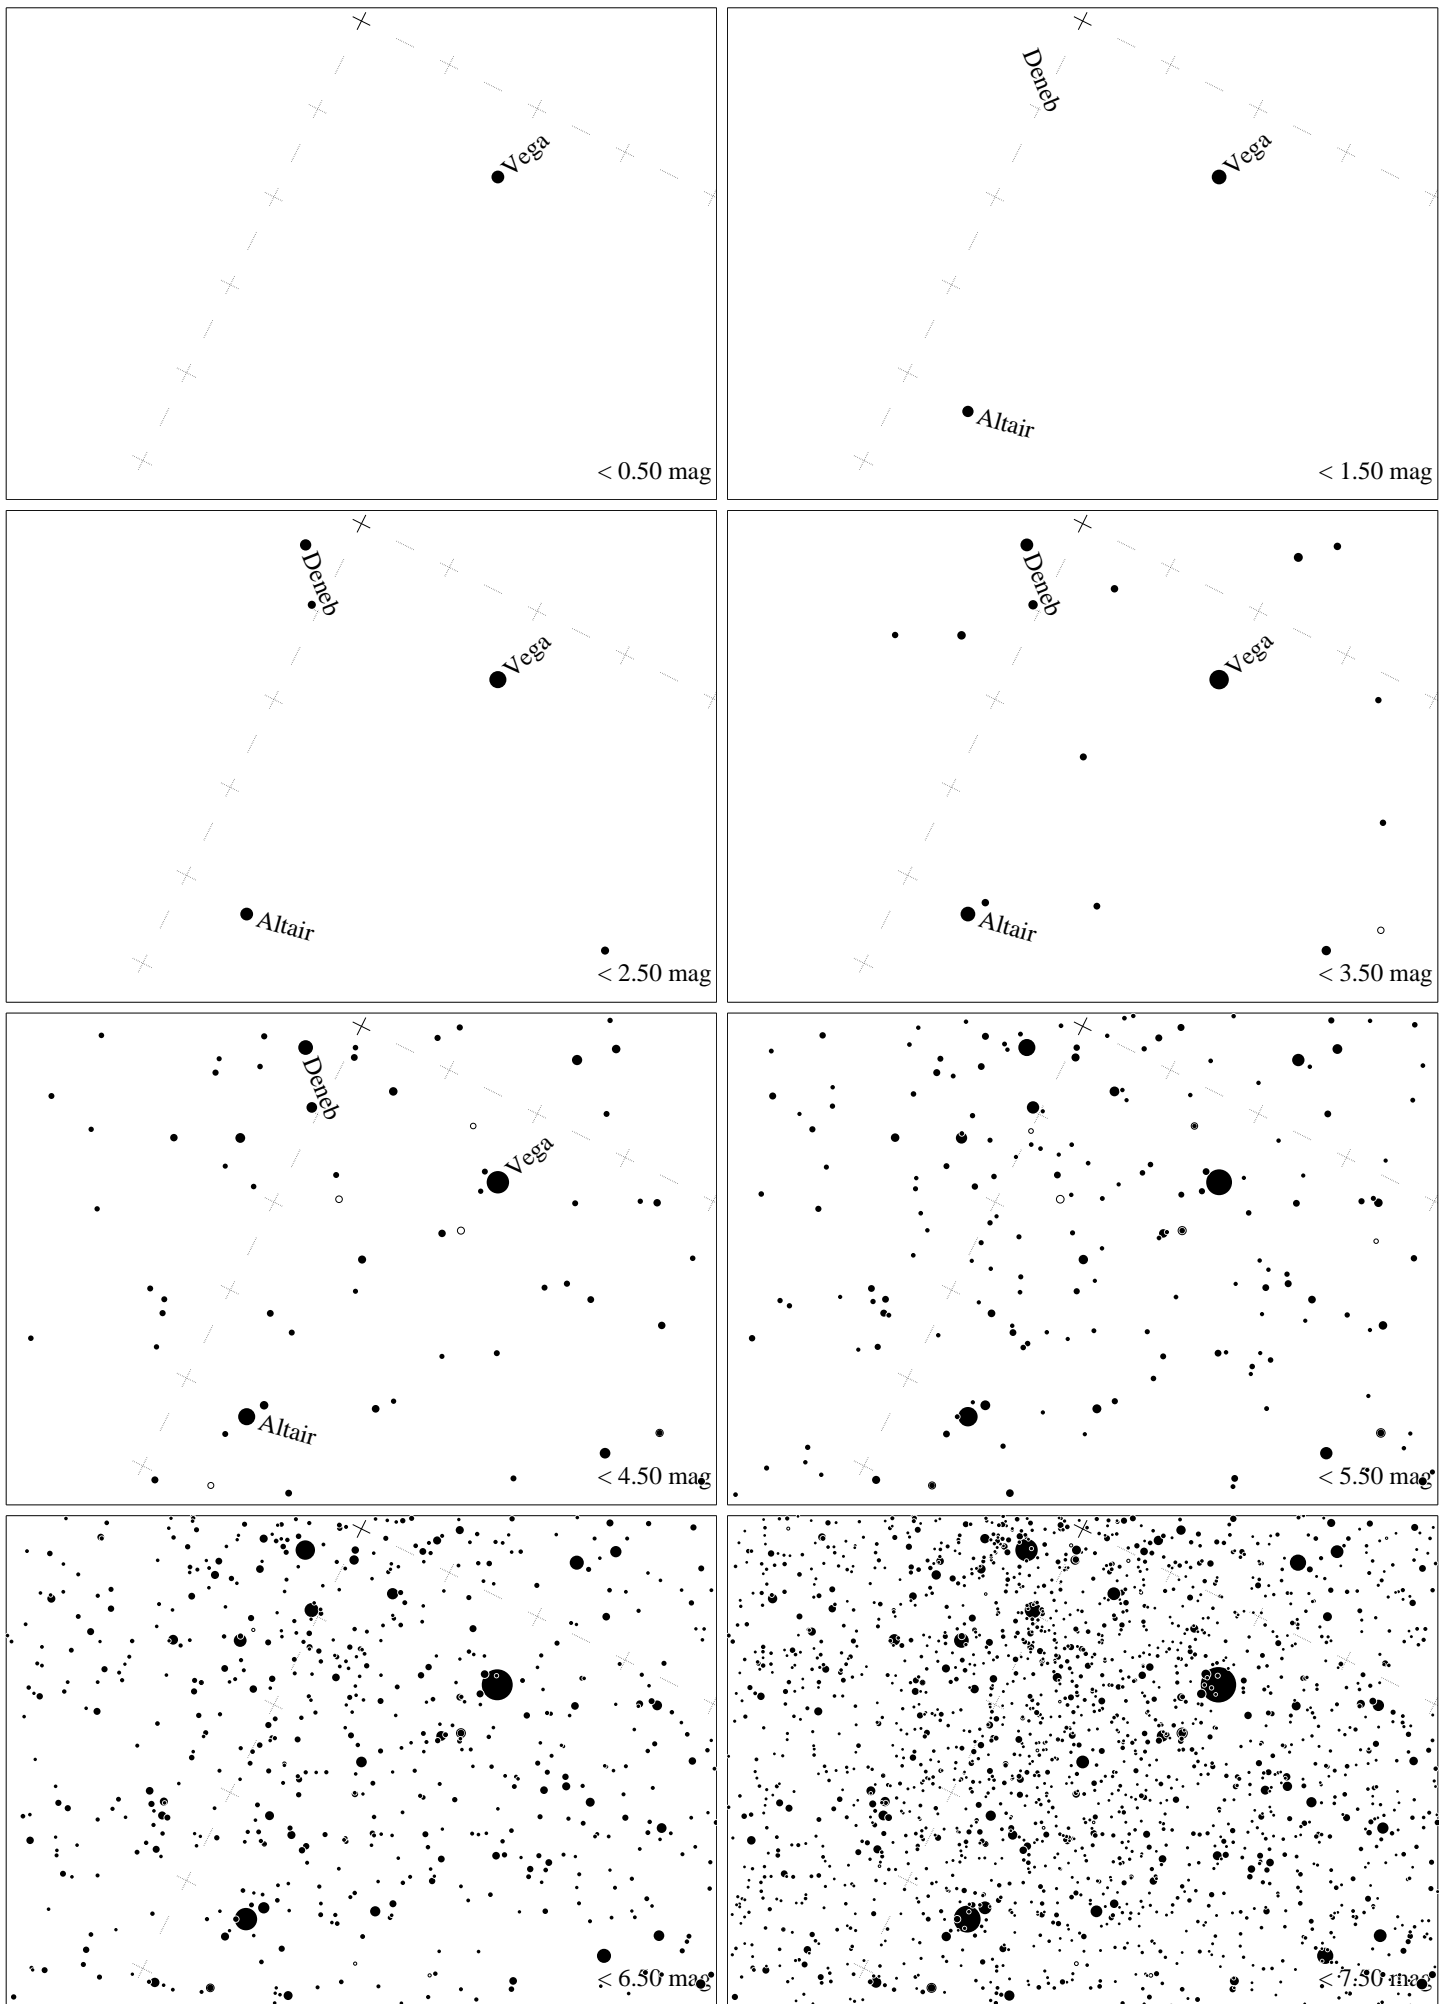 Vega
< 0.50 mag
Deneb
Vega
Altair
< 1.50 mag
Deneb
Vega
Altair
< 2.50 mag
Deneb
Vega
Altair
< 3.50 mag
Deneb
Vega
Altair
< 4.50 mag
< 5.50 mag
< 6.50 mag
< 7.50 mag